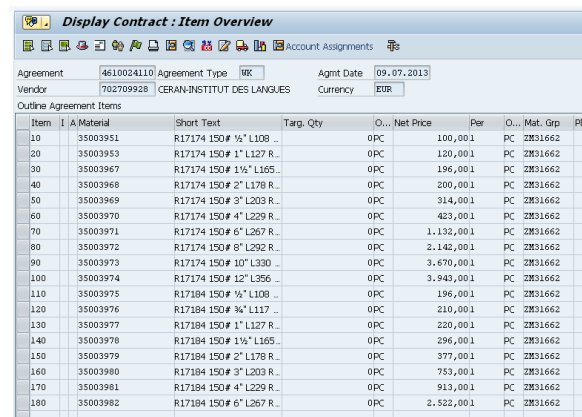 Display Contract : Item Overview
Account Assignments
Agreement 4610024110 Agreement Type WK Agmt Date 09.07.2013
Vendor 702709928 CERAN-INSTITUT DES LANGUES Currency EUR
Outline Agreement Items
Item I A Material Short Text Targ. Qty O... Net Price Per O... Mat. Grp Pl
10 35003951 R17174 150# ½" L108 ... 0 PC 100,00 1 PC ZM31662
20 35003953 R17174 150# 1" L127 R... 0 PC 120,00 1 PC ZM31662
30 35003967 R17174 150# 1½" L165... 0 PC 196,00 1 PC ZM31662
40 35003968 R17174 150# 2" L178 R... 0 PC 200,00 1 PC ZM31662
50 35003969 R17174 150# 3" L203 R... 0 PC 314,00 1 PC ZM31662
60 35003970 R17174 150# 4" L229 R... 0 PC 423,00 1 PC ZM31662
70 35003971 R17174 150# 6" L267 R... 0 PC 1.132,00 1 PC ZM31662
80 35003972 R17174 150# 8" L292 R... 0 PC 2.142,00 1 PC ZM31662
90 35003973 R17174 150# 10" L330 ... 0 PC 3.670,00 1 PC ZM31662
100 35003974 R17174 150# 12" L356 ... 0 PC 3.943,00 1 PC ZM31662
110 35003975 R17184 150# ½" L108 ... 0 PC 196,00 1 PC ZM31662
120 35003976 R17184 150# ¾" L117 ... 0 PC 210,00 1 PC ZM31662
130 35003977 R17184 150# 1" L127 R... 0 PC 220,00 1 PC ZM31662
140 35003978 R17184 150# 1½" L165... 0 PC 296,00 1 PC ZM31662
150 35003979 R17184 150# 2" L178 R... 0 PC 377,00 1 PC ZM31662
160 35003980 R17184 150# 3" L203 R... 0 PC 753,00 1 PC ZM31662
170 35003981 R17184 150# 4" L229 R... 0 PC 913,00 1 PC ZM31662
180 35003982 R17184 150# 6" L267 R... 0 PC 2.522,00 1 PC ZM31662